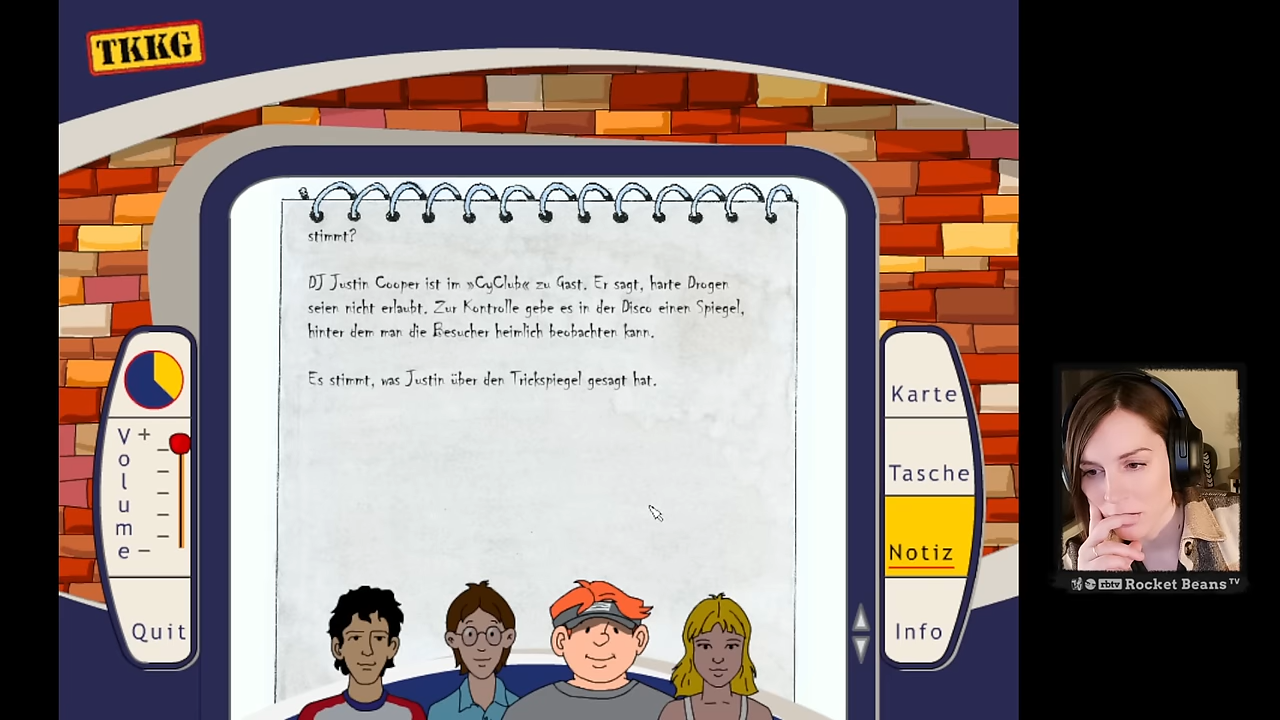 TKKG
stimmt?
DJ Justin Cooper ist im »CyClub« zu Gast. Er sagt, harte Drogen
seien nicht erlaubt. Zur Kontrolle gebe es in der Disco einen Spiegel,
hinter dem man die Besucher heimlich beobachten kann.
Es stimmt, was Justin über den Trickspiegel gesagt hat.
Volume
+
−
Quit
Karte
Tasche
Notiz
Info
rbtv Rocket Beans TV